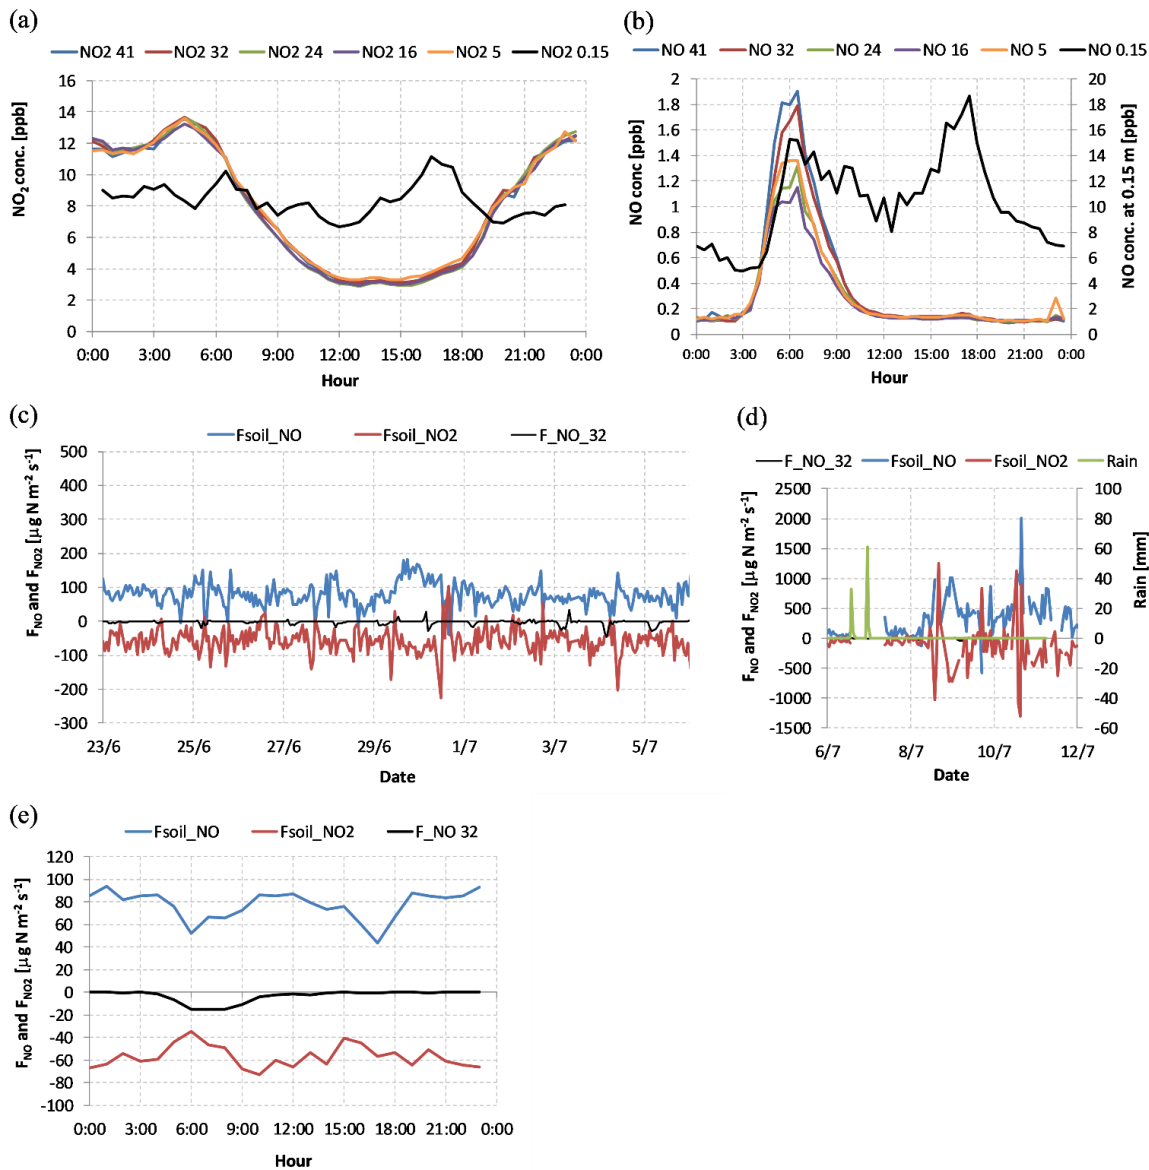 (a)
NO2 41 NO2 32 NO2 24 NO2 16 NO2 5 NO2 0.15
NO₂ conc. [ppb]
16
14
12
10
8
6
4
2
0
0:00 3:00 6:00 9:00 12:00 15:00 18:00 21:00 0:00
Hour
(b)
NO 41 NO 32 NO 24 NO 16 NO 5 NO 0.15
NO conc [ppb]
2
1.8
1.6
1.4
1.2
1
0.8
0.6
0.4
0.2
0
20
18
16
14
12
10
8
6
4
2
0
NO conc. at 0.15 m [ppb]
0:00 3:00 6:00 9:00 12:00 15:00 18:00 21:00 0:00
Hour
(c)
Fsoil_NO Fsoil_NO2 F_NO_32
F_NO and F_NO2 [µg N m⁻² s⁻¹]
500
400
300
200
100
0
-100
-200
-300
23/6 25/6 27/6 29/6 1/7 3/7 5/7
Date
(d)
F_NO_32 Fsoil_NO Fsoil_NO2 Rain
F_NO and F_NO2 [µg N m⁻² s⁻¹]
2500
2000
1500
1000
500
0
-500
-1000
-1500
100
80
60
40
20
0
-20
-40
-60
Rain [mm]
6/7 8/7 10/7 12/7
Date
(e)
Fsoil_NO Fsoil_NO2 F_NO 32
F_NO and F_NO2 [µg N m⁻² s⁻¹]
120
100
80
60
40
20
0
-20
-40
-60
-80
-100
0:00 3:00 6:00 9:00 12:00 15:00 18:00 21:00 0:00
Hour